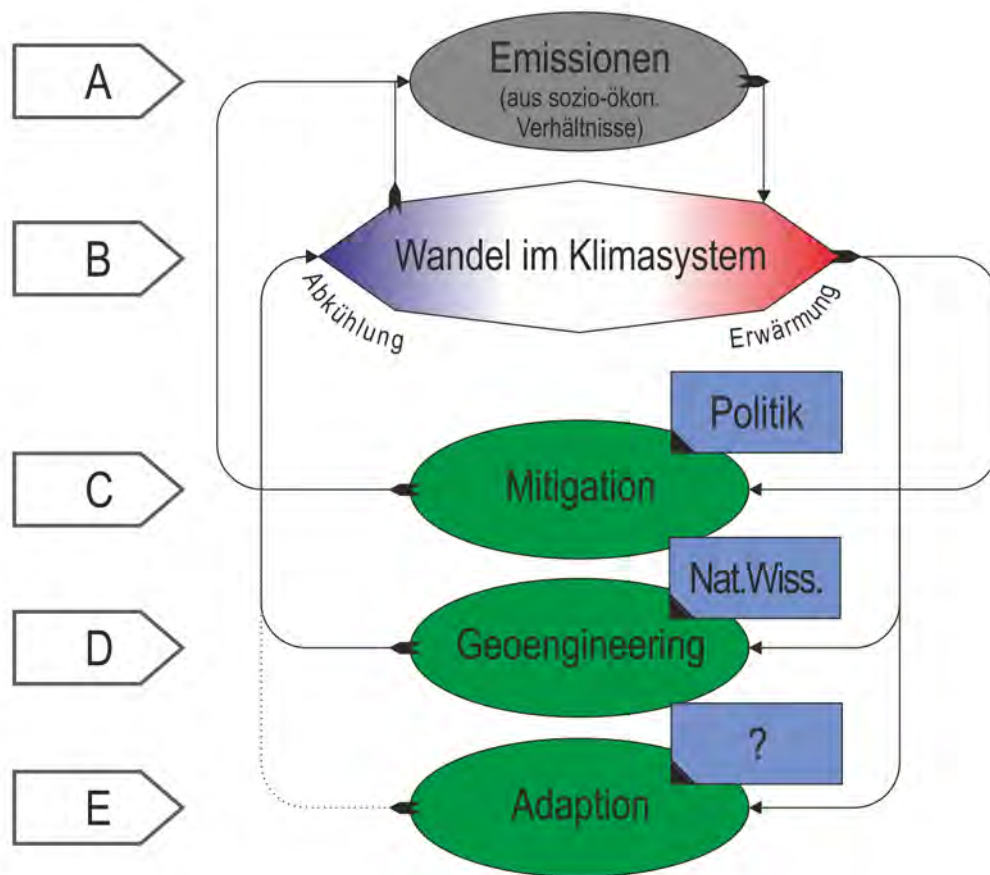 A
Emissionen
(aus sozio-ökon.
Verhältnisse)
B
Wandel im Klimasystem
Abkühlung
Erwärmung
Politik
C
Mitigation
Nat.Wiss.
D
Geoengineering
?
E
Adaption